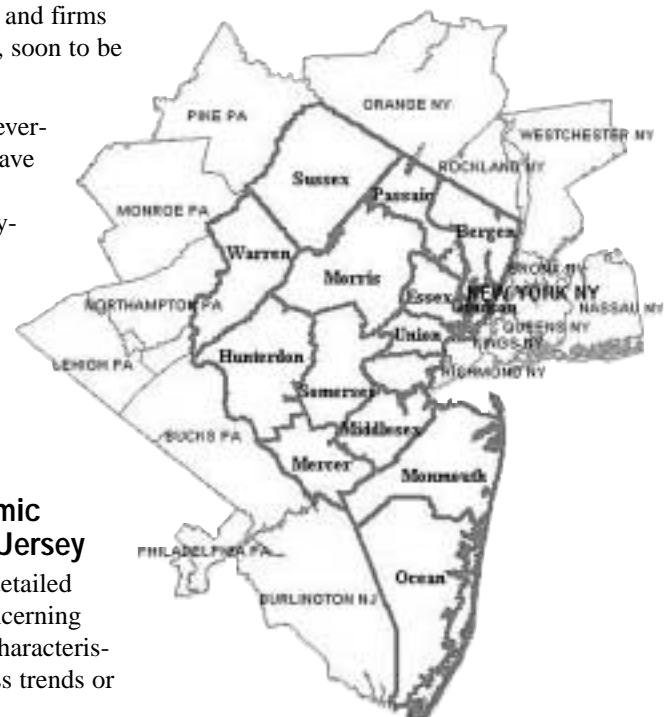 and firms
, soon to be
ever-
ave
y-
mic
Jersey
etailed
cerning
haracteris-
ss trends or
PIKE PA
ORANGE NY
WESTCHESTER NY
ROCKLAND NY
Sussex
Passaic
MONROE PA
Bergen
Warren
Morris
BRONX NY
Essex
NEW YORK NY
NORTHAMPTON PA
NASSAU NY
QUEENS NY
Union
KINGS NY
Hunterdon
LEHIGH PA
RICHMOND NY
Somerset
BUCKS PA
Middlesex
Mercer
Monmouth
PHILADELPHIA PA
Ocean
BURLINGTON NJ